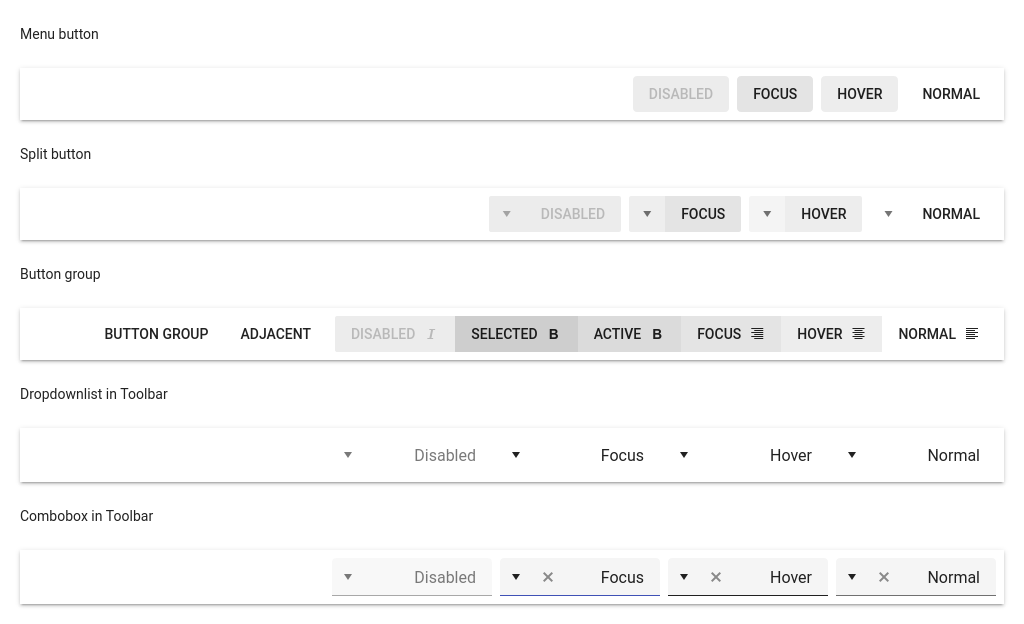 Menu button
DISABLED FOCUS HOVER NORMAL
Split button
DISABLED FOCUS HOVER NORMAL
Button group
BUTTON GROUP ADJACENT DISABLED I SELECTED B ACTIVE B FOCUS HOVER NORMAL
Dropdownlist in Toolbar
Disabled Focus Hover Normal
Combobox in Toolbar
Disabled Focus Hover Normal